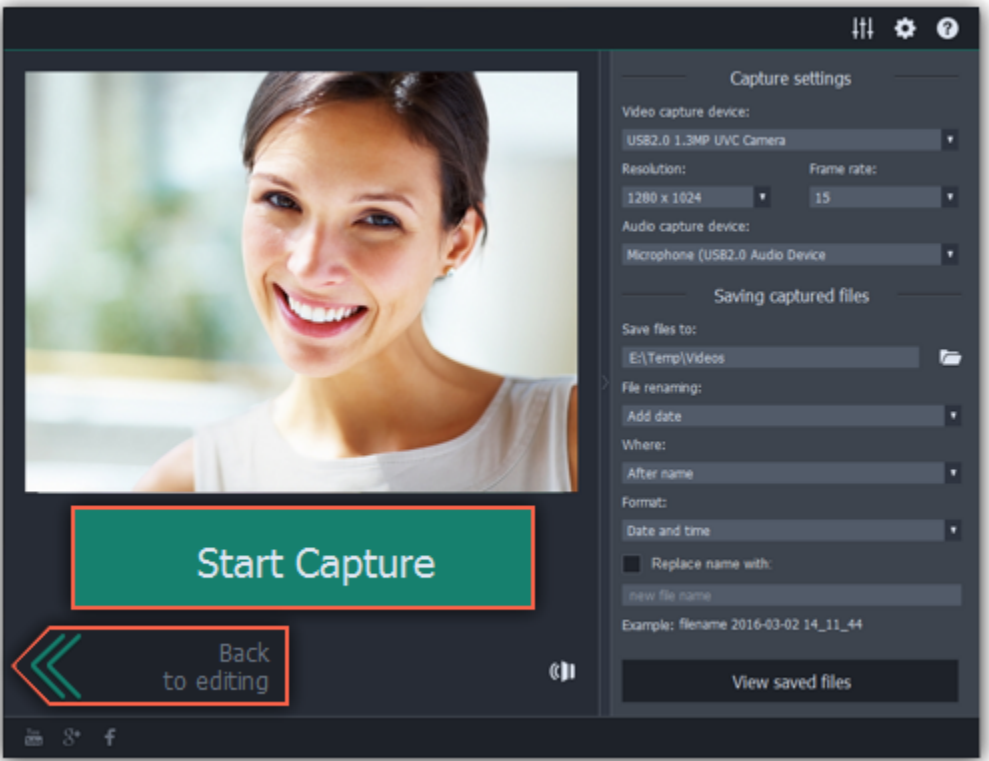 Capture settings
Video capture device:
USB2.0 1.3MP UVC Camera
Resolution: Frame rate:
1280 x 1024 15
Audio capture device:
Microphone (USB2.0 Audio Device
Saving captured files
Save files to:
E:\Temp\Videos
File renaming:
Add date
Where:
After name
Format:
Date and time
Replace name with:
new file name
Example: filename 2016-03-02 14_11_44
View saved files
Start Capture
Back
to editing